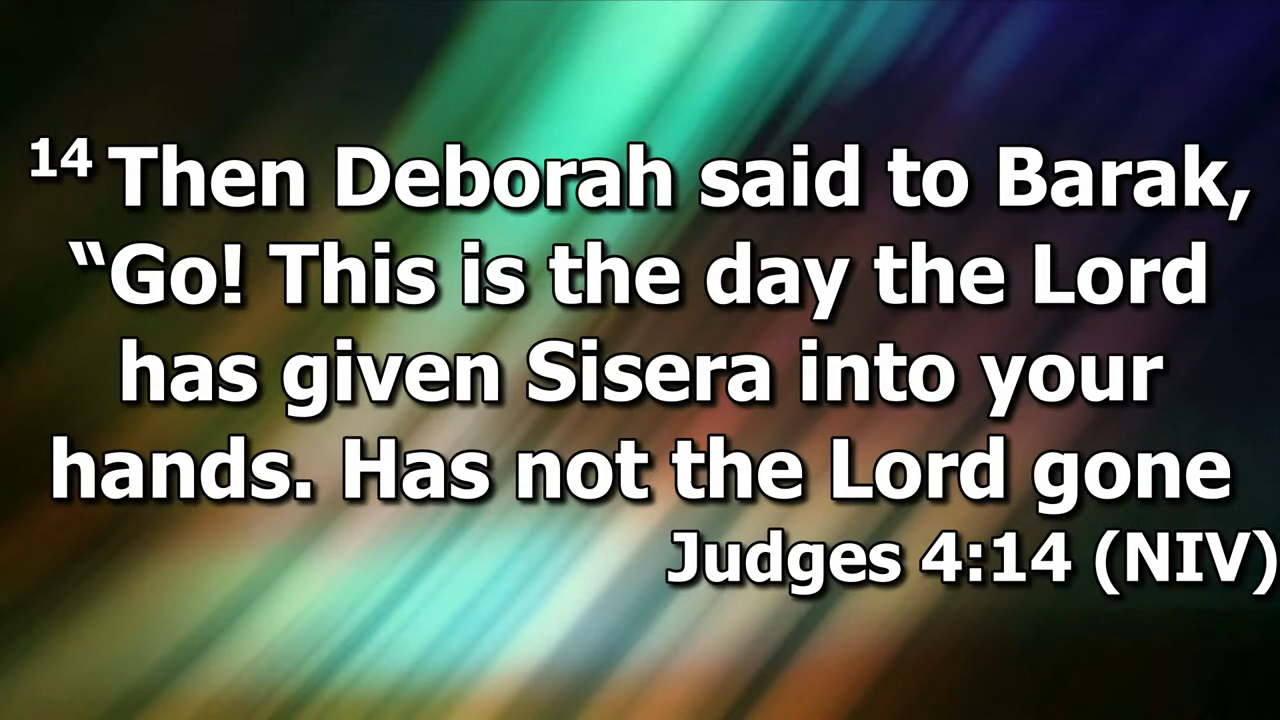 14 Then Deborah said to Barak,
“Go! This is the day the Lord
has given Sisera into your
hands. Has not the Lord gone
Judges 4:14 (NIV)